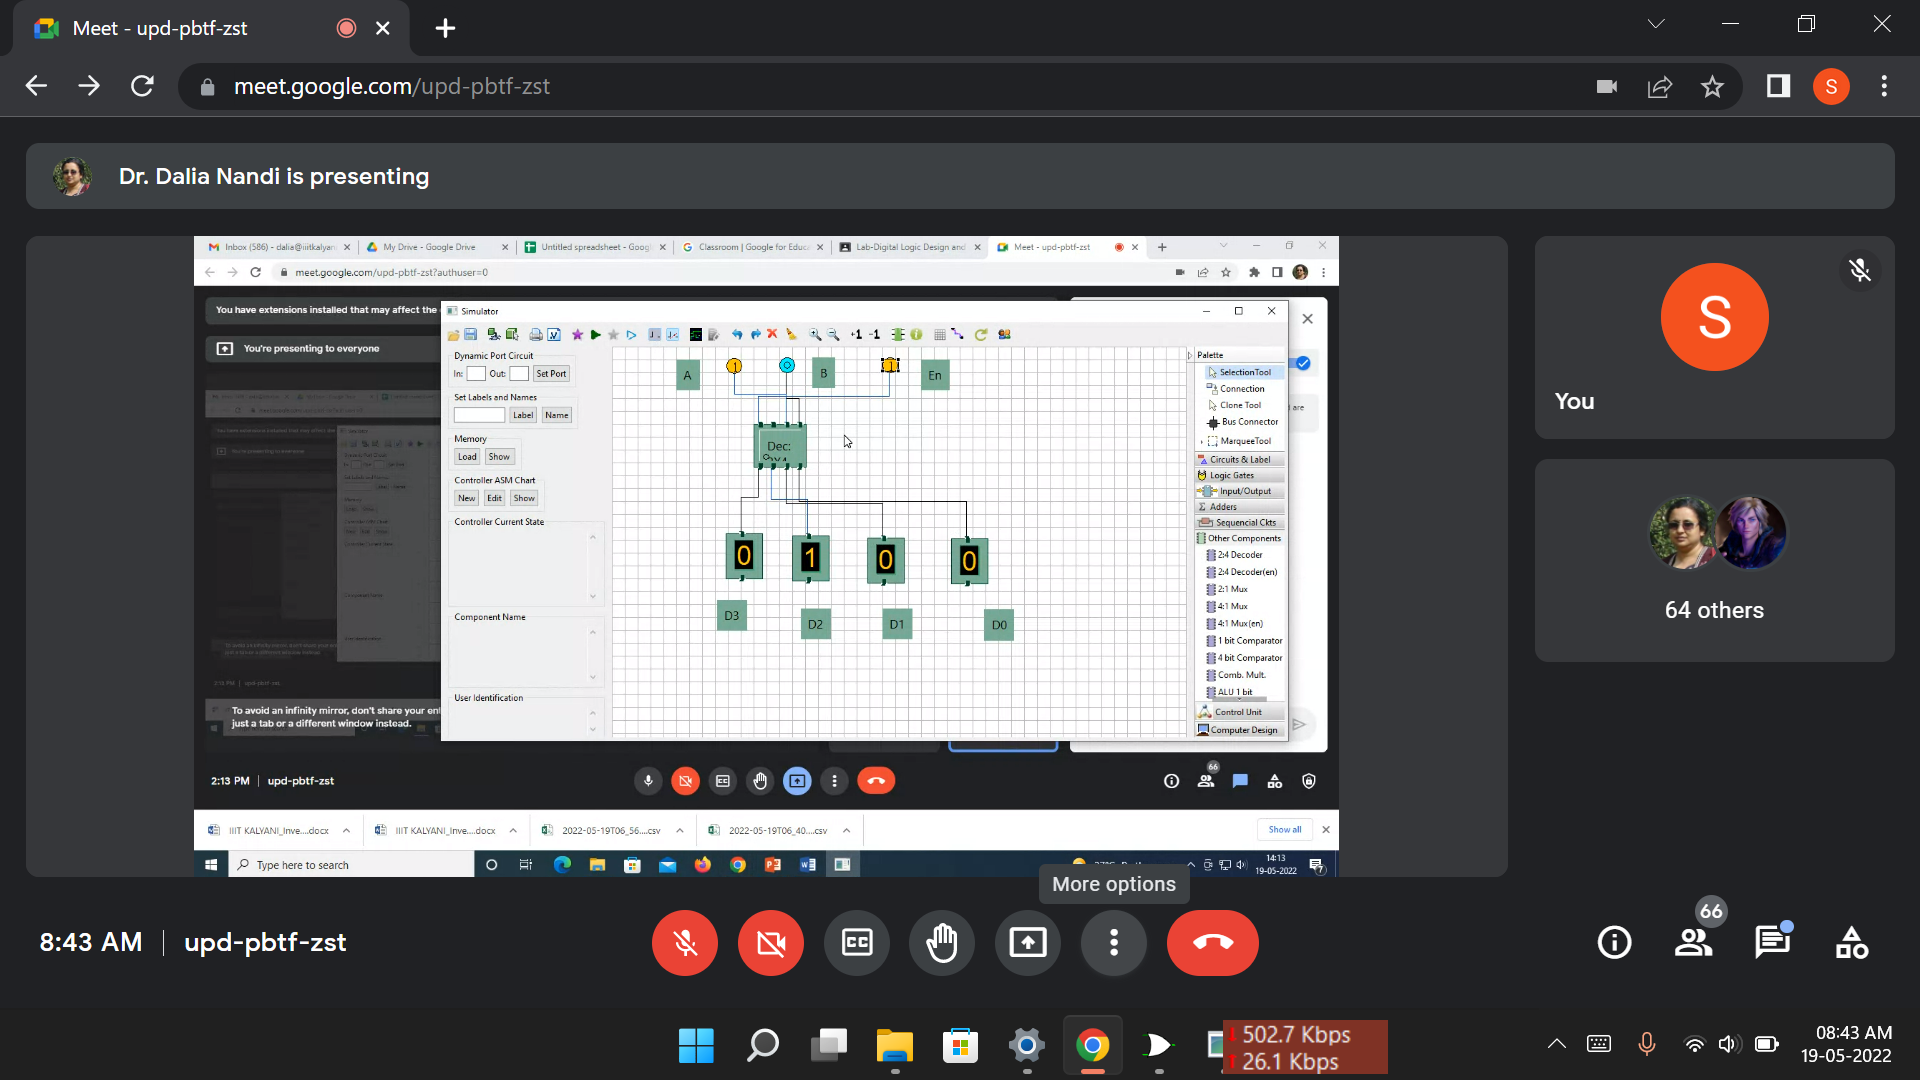 Meet - upd-pbtf-zst
meet.google.com/upd-pbtf-zst
S
Dr. Dalia Nandi is presenting
Inbox (586) - dalia@iiitkalyan
My Drive - Google Drive
Untitled spreadsheet - Goog
Classroom | Google for Educ
Lab-Digital Logic Design and
Meet - upd-pbtf-zst
meet.google.com/upd-pbtf-zst?authuser=0
You have extensions installed that may affect the
You're presenting to everyone
Simulator
Dynamic Port Circuit
In: Out: Set Port
Set Labels and Names
Label Name
Memory
Load Show
Controller ASM Chart
New Edit Show
Controller Current State
Component Name
User Identification
+1 -1
A 1 0 B 1 En
Dec:
0 1 0 0
D3 D2 D1 D0
Palette
SelectionTool
Connection
Clone Tool
Bus Connector
MarqueeTool
Circuits & Label
Logic Gates
Input/Output
Adders
Sequencial Ckts
Other Components
2:4 Decoder
2:4 Decoder(en)
2:1 Mux
4:1 Mux
4:1 Mux(en)
1 bit Comparator
4 bit Comparator
Comb. Mult.
ALU 1 bit
Control Unit
Computer Design
are
To avoid an infinity mirror, don't share your ent
just a tab or a different window instead.
2:13 PM | upd-pbtf-zst
66
IIIT KALYANI_Inve....docx
IIIT KALYANI_Inve....docx
2022-05-19T06_56....csv
2022-05-19T06_40....csv
Show all
Type here to search
14:13
19-05-2022
S
You
64 others
More options
8:43 AM | upd-pbtf-zst
CC
66
502.7 Kbps
26.1 Kbps
08:43 AM
19-05-2022